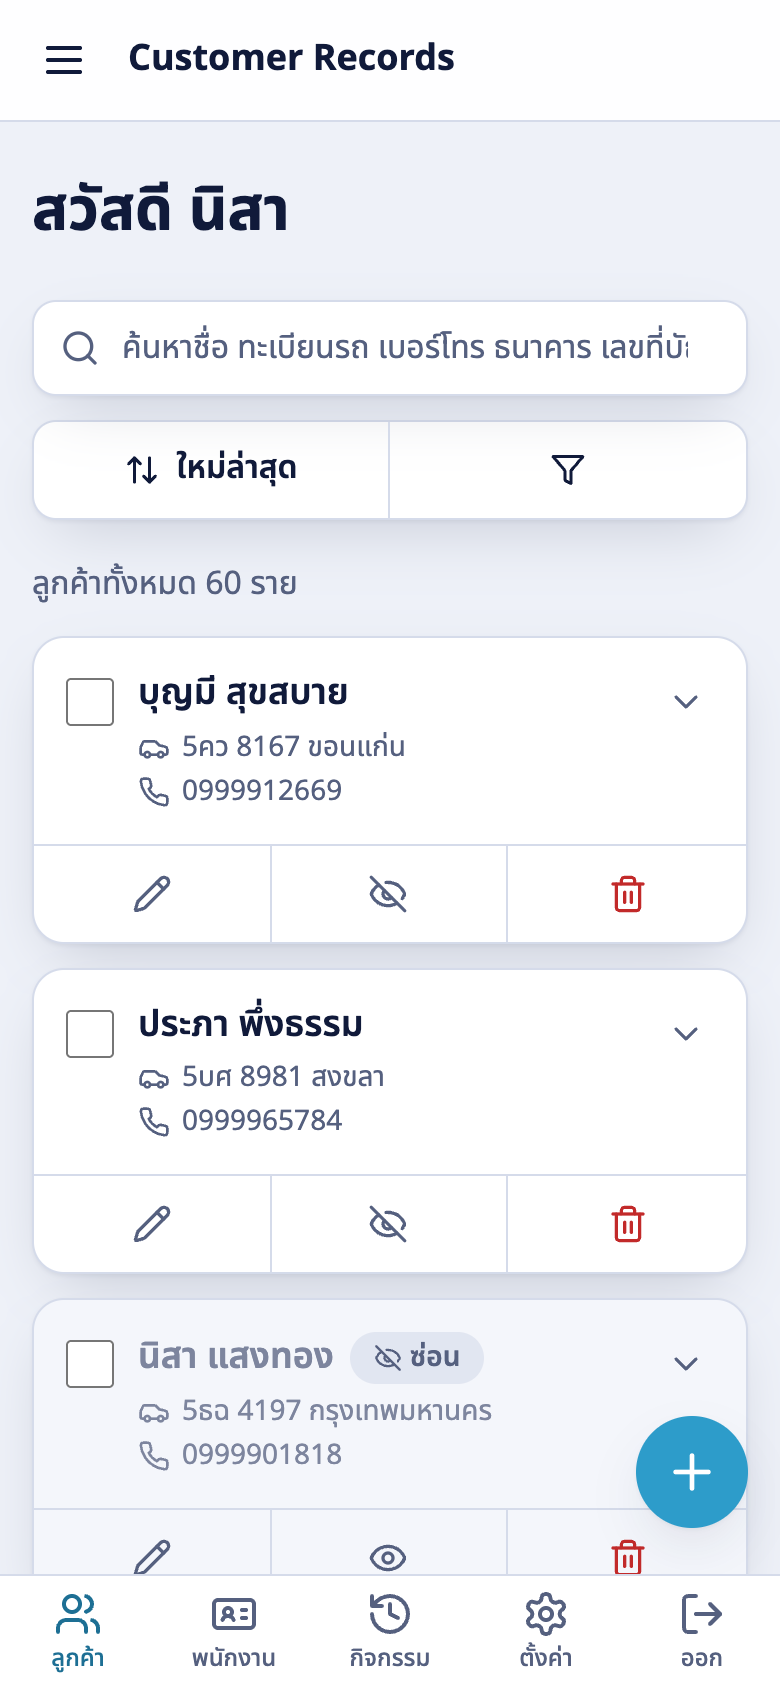 Customer Records
สวัสดี นิสา
ค้นหาชื่อ ทะเบียนรถ เบอร์โทร ธนาคาร เลขที่
ใหม่ล่าสุด
ลูกค้าทั้งหมด 60 ราย
บุญมี สุขสบาย
5คว 8167 ขอนแก่น
0999912669
ประภา พึ่งธรรม
5บศ 8981 สงขลา
0999965784
นิสา แสงทอง ซ่อน
5ธฉ 4197 กรุงเทพมหานคร
0999901818
ลูกค้า พนักงาน กิจกรรม ตั้งค่า ออก